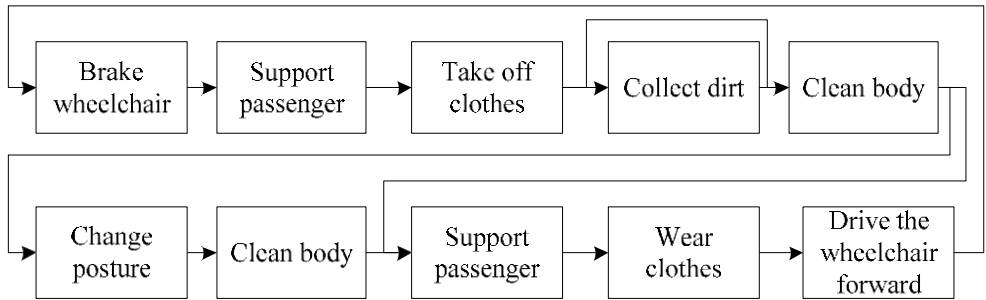 Brake
wheelchair
Support
passenger
Take off
clothes
Collect dirt
Clean body
Change
posture
Clean body
Support
passenger
Wear
clothes
Drive the
wheelchair
forward